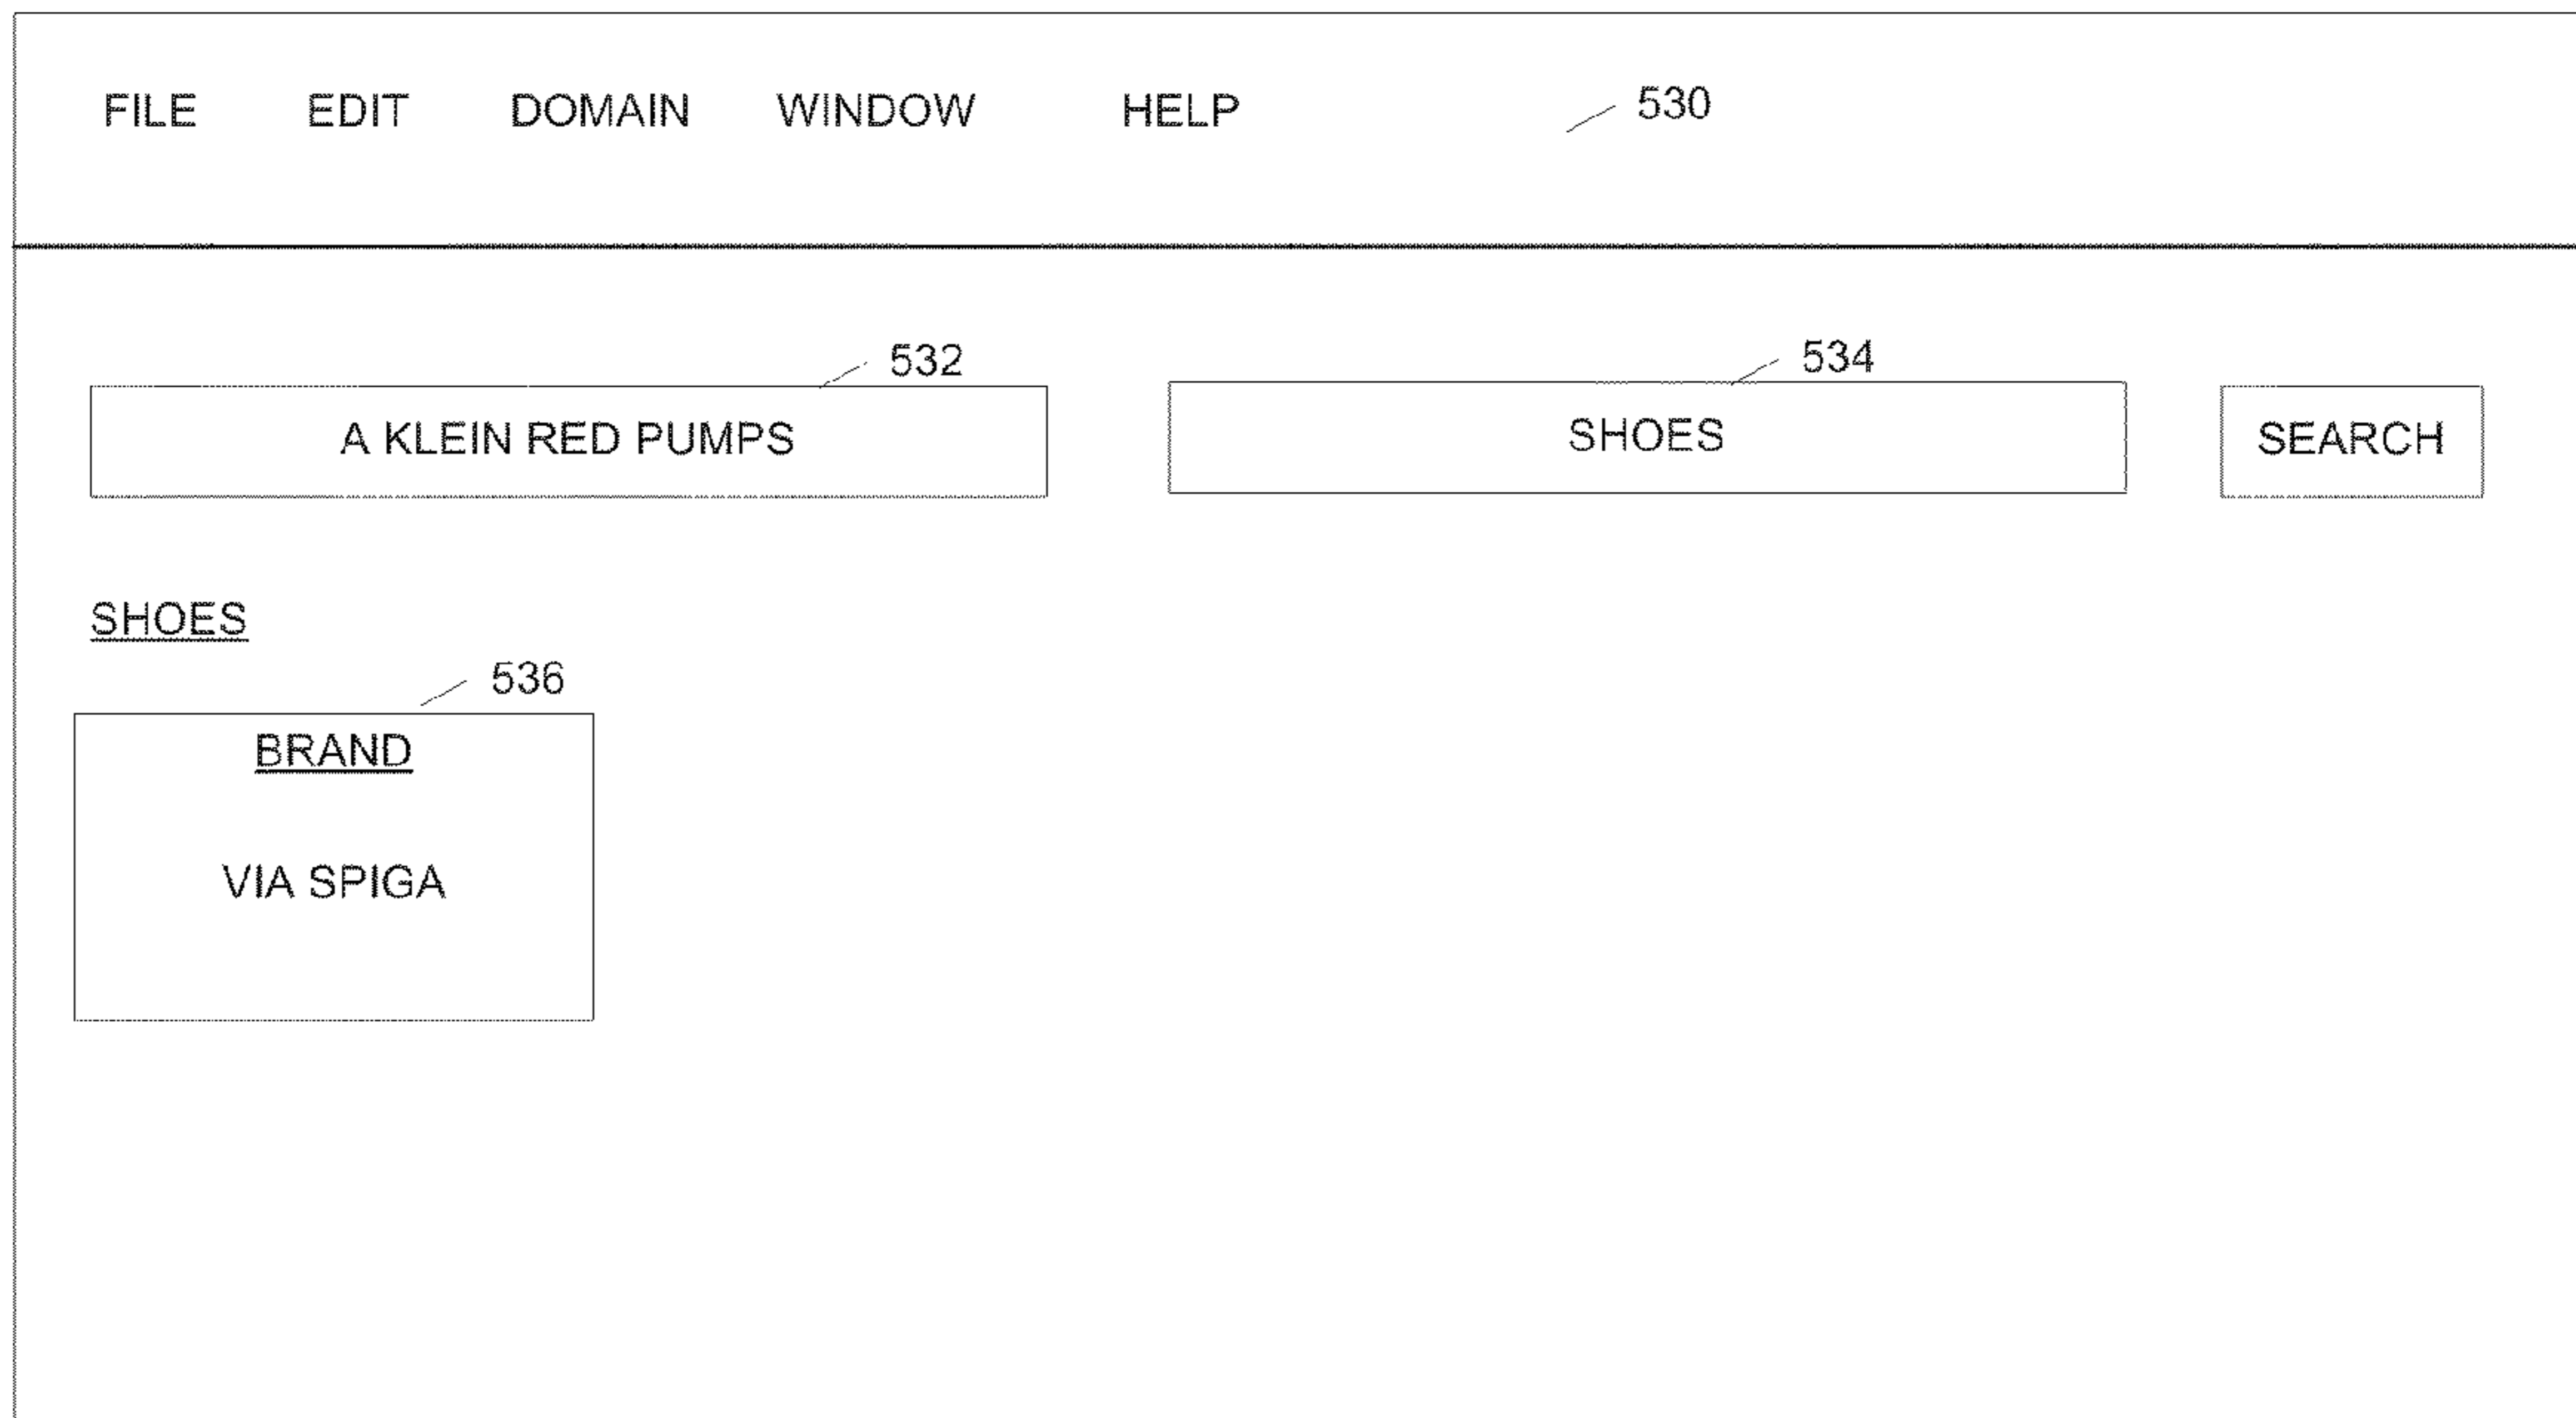 FILE EDIT DOMAIN WINDOW HELP 530
532 534
A KLEIN RED PUMPS SHOES SEARCH
SHOES
536
BRAND
VIA SPIGA